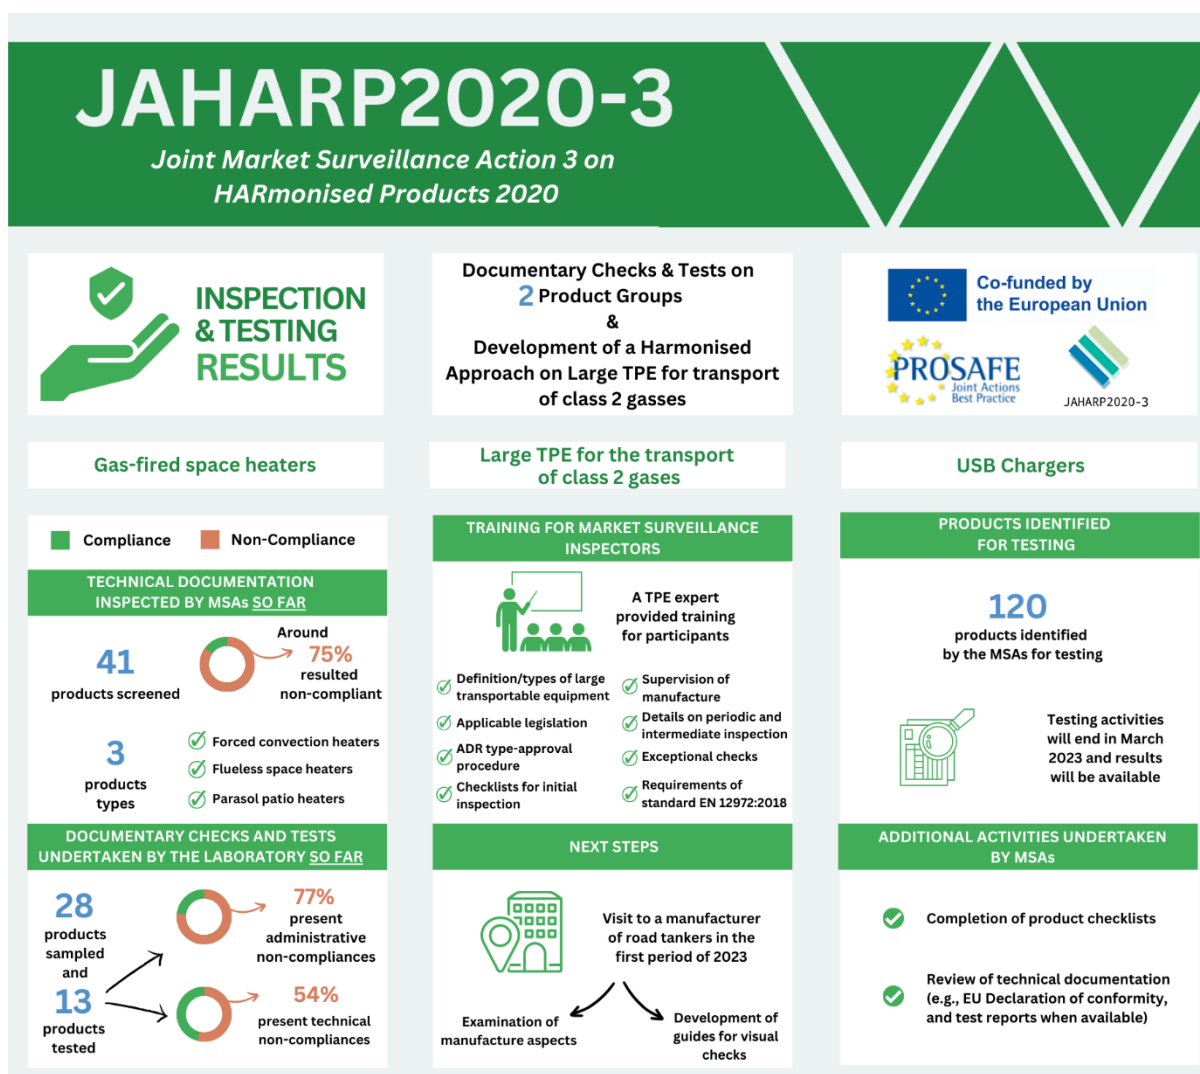 JAHARP2020-3
Joint Market Surveillance Action 3 on
HARmonised Products 2020
INSPECTION
& TESTING
RESULTS
Documentary Checks & Tests on
2 Product Groups
&
Development of a Harmonised
Approach on Large TPE for transport
of class 2 gasses
Co-funded by
the European Union
PROSAFE
Joint Actions
Best Practice
JAHARP2020-3
Gas-fired space heaters
Compliance
Non-Compliance
TECHNICAL DOCUMENTATION
INSPECTED BY MSAs SO FAR
41
products screened
Around
75%
resulted
non-compliant
3
products
types
Forced convection heaters
Flueless space heaters
Parasol patio heaters
DOCUMENTARY CHECKS AND TESTS
UNDERTAKEN BY THE LABORATORY SO FAR
28
products
sampled
and
13
products
tested
77%
present
administrative
non-compliances
54%
present technical
non-compliances
Large TPE for the transport
of class 2 gases
TRAINING FOR MARKET SURVEILLANCE
INSPECTORS
A TPE expert
provided training
for participants
Definition/types of large
transportable equipment
Applicable legislation
ADR type-approval
procedure
Checklists for initial
inspection
Supervision of
manufacture
Details on periodic and
intermediate inspection
Exceptional checks
Requirements of
standard EN 12972:2018
NEXT STEPS
Visit to a manufacturer
of road tankers in the
first period of 2023
Examination of
manufacture aspects
Development of
guides for visual
checks
USB Chargers
PRODUCTS IDENTIFIED
FOR TESTING
120
products identified
by the MSAs for testing
Testing activities
will end in March
2023 and results
will be available
ADDITIONAL ACTIVITIES UNDERTAKEN
BY MSAs
Completion of product checklists
Review of technical documentation
(e.g., EU Declaration of conformity,
and test reports when available)